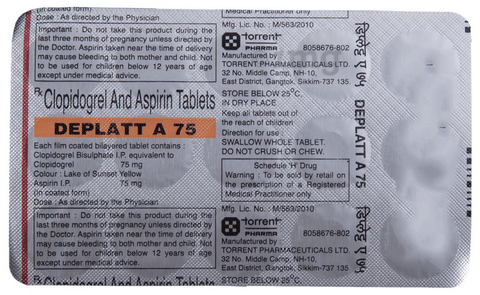 Dose : As directed by the Physician
Important : Do not take this product during the
last three months of pregnancy unless directed by
the Doctor. Aspirin taken near the time of delivery
may cause bleeding to both mother and child. Not
to be used for children below 12 years of age
except under medical advice.
Rx Clopidogrel And Aspirin Tablets
DEPLATT A 75
Each film coated bilayered tablet contains :
Clopidogrel Bisulphate I.P. equivalent to
Clopidogrel 75 mg
Colour : Lake of Sunset Yellow
Aspirin I.P. 75 mg
(in coated form)
Dose : As directed by the Physician
Important : Do not take this product during the
last three months of pregnancy unless directed by
the Doctor. Aspirin taken near the time of delivery
may cause bleeding to both mother and child. Not
to be used for children below 12 years of age
except under medical advice.
Rx Clopidogrel And Aspirin Tablets
Medical Practitioner only
Mfg. Lic. No. : M/563/2010
torrent
PHARMA
8058676-802
Manufactured by :
TORRENT PHARMACEUTICALS LTD.
32 No. Middle Camp, NH-10,
East District, Gangtok, Sikkim-737 135
STORE BELOW 25°C,
IN DRY PLACE
Keep all tablets out of
the reach of children
Direction for use :
SWALLOW WHOLE TABLET.
DO NOT CRUSH OR CHEW.
Schedule 'H' Drug
Warning : To be sold by retail on
the prescription of a Registered
Medical Practitioner only
Mfg. Lic. No. : M/563/2010
torrent
PHARMA
8058676-802
Manufactured by :
TORRENT PHARMACEUTICALS LTD.
32 No. Middle Camp, NH-10,
East District, Gangtok, Sikkim-737 135
STORE BELOW 25°C,
डिप्लैट ए ७५
DEPLATT A 75
डिप्लैट ए ७५